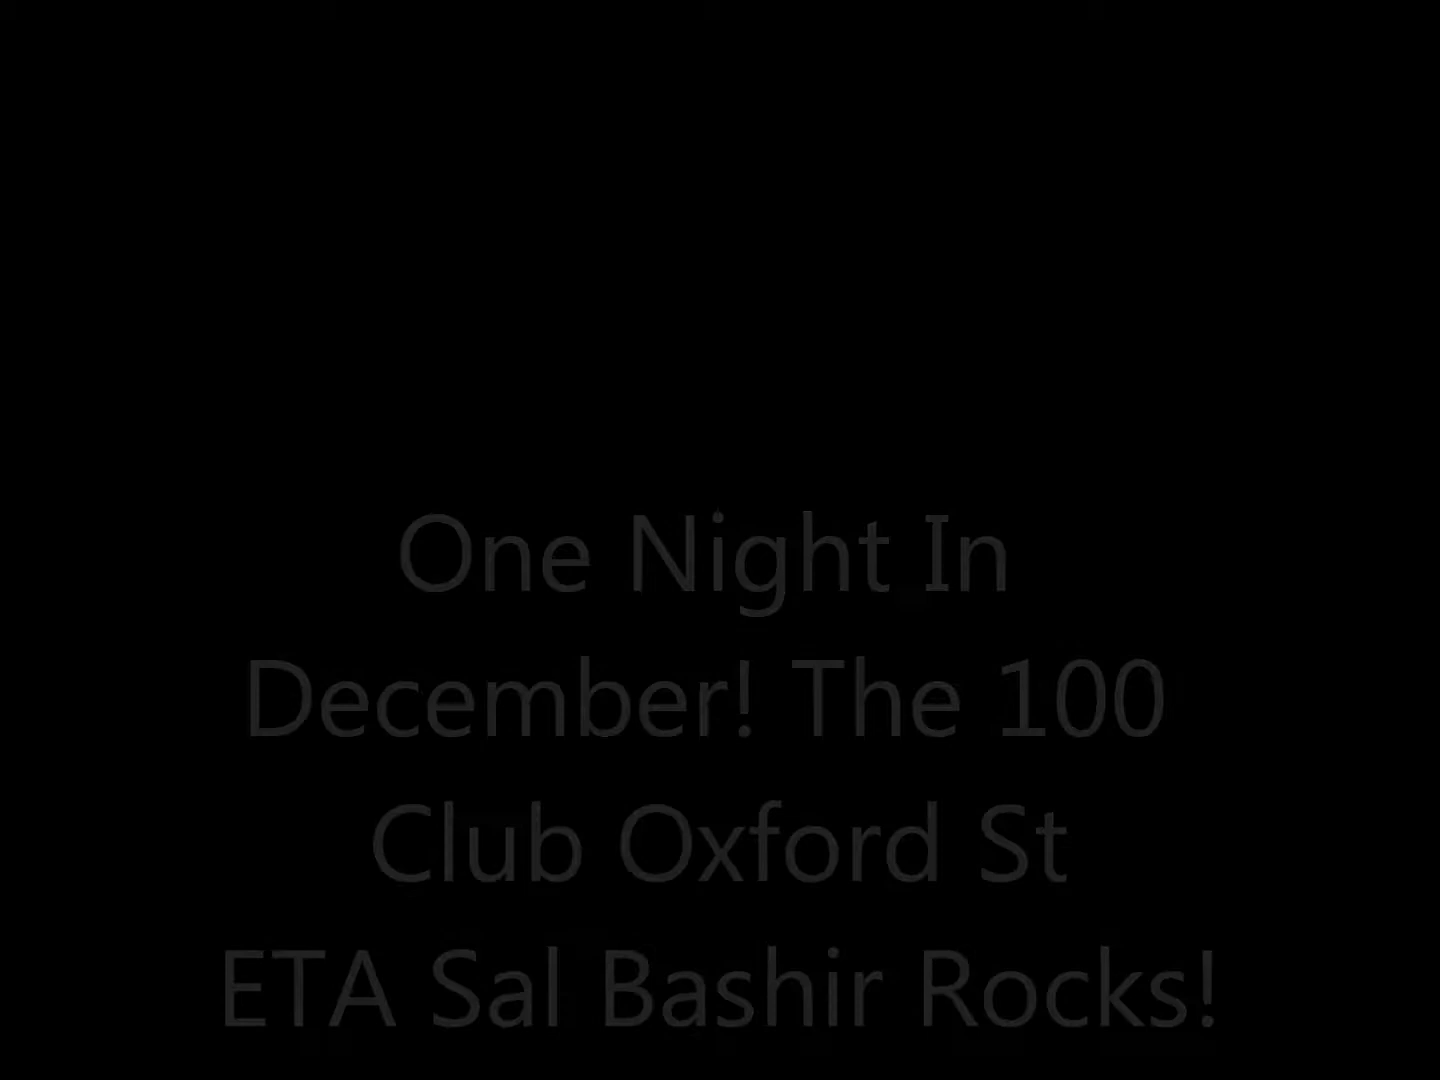 One Night In
December! The 100
Club Oxford St
ETA Sal Bashir Rocks!